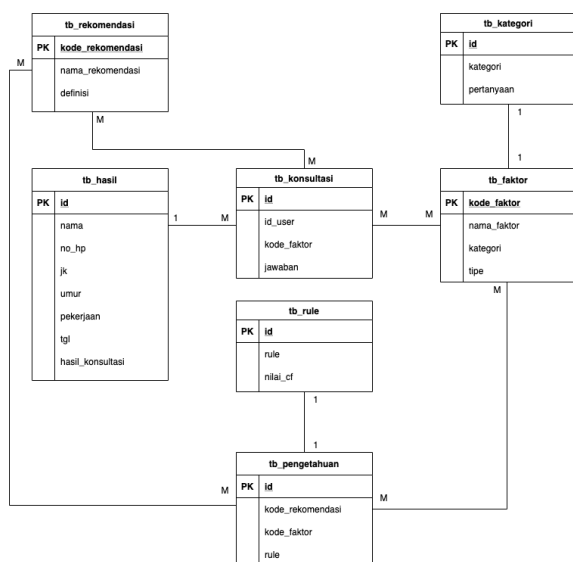 tb_rekomendasi
PK kode_rekomendasi
nama_rekomendasi
definisi
M
M
tb_kategori
PK id
kategori
pertanyaan
1
1
tb_hasil
PK id
nama
no_hp
jk
umur
pekerjaan
tgl
hasil_konsultasi
1
M
M
tb_konsultasi
PK id
id_user
kode_faktor
jawaban
M
M
tb_faktor
PK kode_faktor
nama_faktor
kategori
tipe
M
tb_rule
PK id
rule
nilai_cf
1
1
tb_pengetahuan
PK id
kode_rekomendasi
kode_faktor
rule
M
M